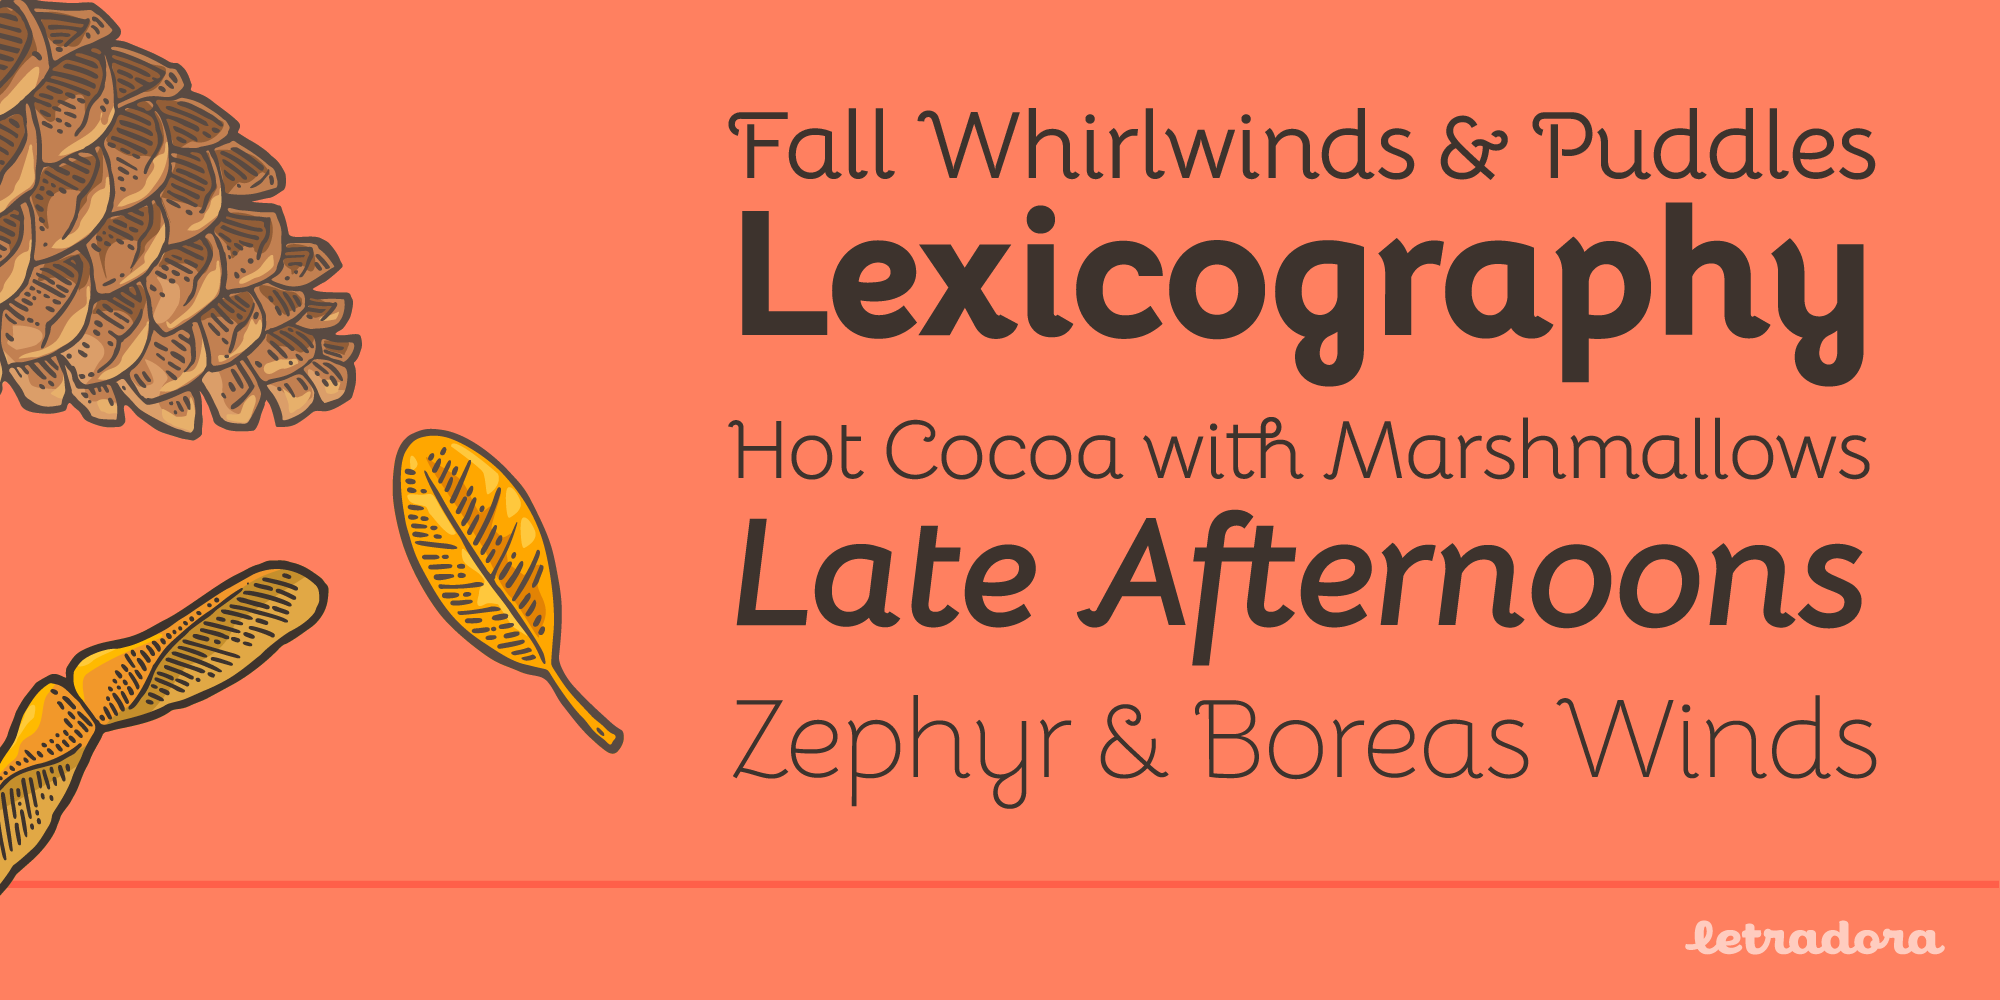 Fall Whirlwinds & Puddles
Lexicography
Hot Cocoa with Marshmallows
Late Afternoons
Zephyr & Boreas Winds
letradora